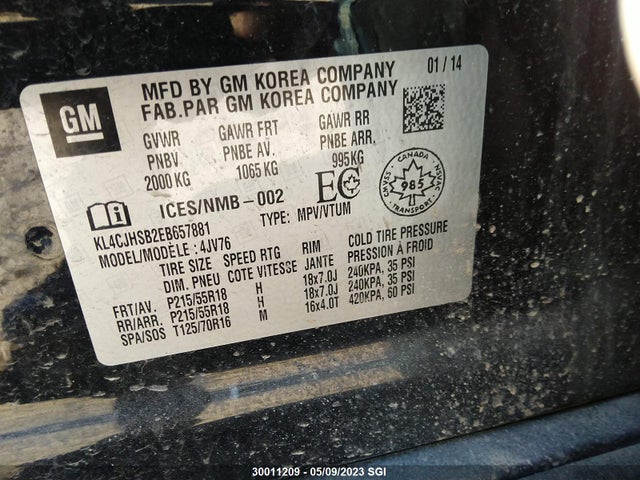 GM
MFD BY GM KOREA COMPANY 01/14
FAB.PAR GM KOREA COMPANY
GVWR GAWR FRT GAWR RR
PNBV PNBE AV. PNBE ARR.
2000 KG 1065 KG 995 KG
ICES/NMB-002 EC
CANADA
985
NSVAC
TRANSPORT
CMVSS
KL4CJHSB2EB657881 TYPE: MPV/VTUM
MODEL/MODÈLE: 4JV76
TIRE SIZE SPEED RTG RIM COLD TIRE PRESSURE
DIM. PNEU COTE VITESSE JANTE PRESSION À FROID
FRT/AV. P215/55R18 H 18x7.0J 240KPA, 35 PSI
RR/ARR. P215/55R18 H 18x7.0J 240KPA, 35 PSI
SPA/SOS T125/70R16 M 16x4.0T 420KPA, 60 PSI
30011209 - 05/09/2023 SGI